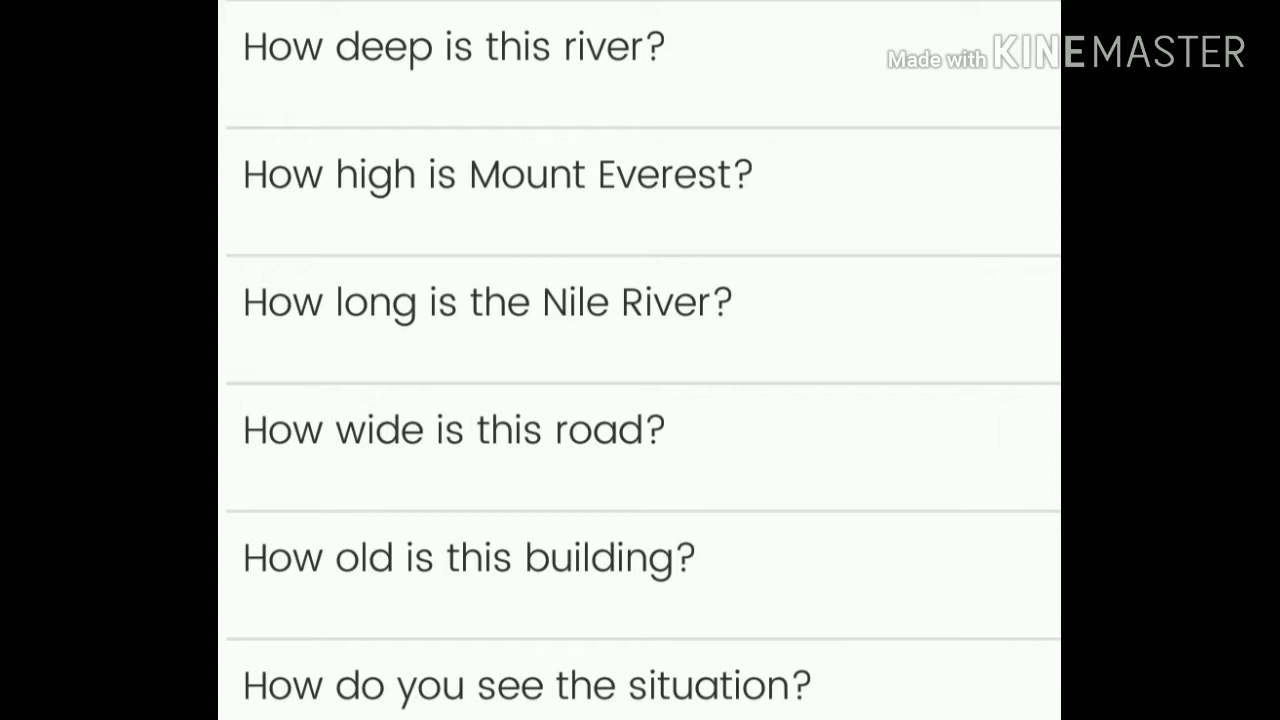 How deep is this river?
Made with KINEMASTER
How high is Mount Everest?
How long is the Nile River?
How wide is this road?
How old is this building?
How do you see the situation?